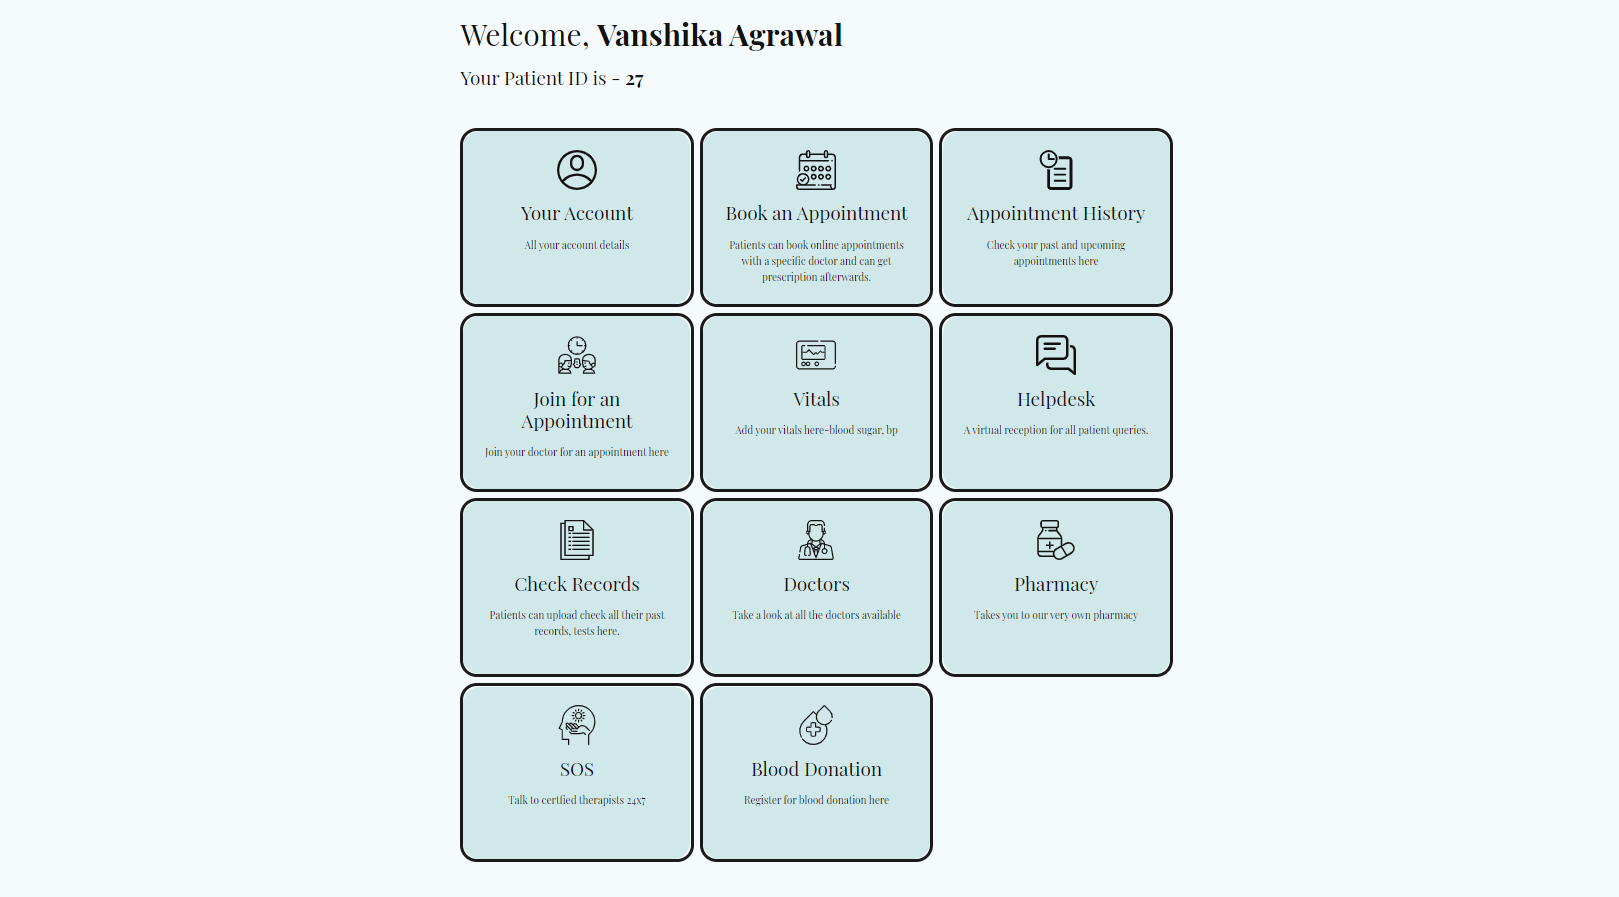 Welcome, Vanshika Agrawal
Your Patient ID is - 27
Your Account
All your account details
Book an Appointment
Patients can book online appointments
with a specific doctor and can get
prescription afterwards.
Appointment History
Check your past and upcoming
appointments here
Join for an
Appointment
Join your doctor for an appointment here
Vitals
Add your vitals here-blood sugar, bp
Helpdesk
A virtual reception for all patient queries.
Check Records
Patients can upload check all their past
records, tests here.
Doctors
Take a look at all the doctors available
Pharmacy
Takes you to our very own pharmacy
SOS
Talk to certfied therapists 24x7
Blood Donation
Register for blood donation here